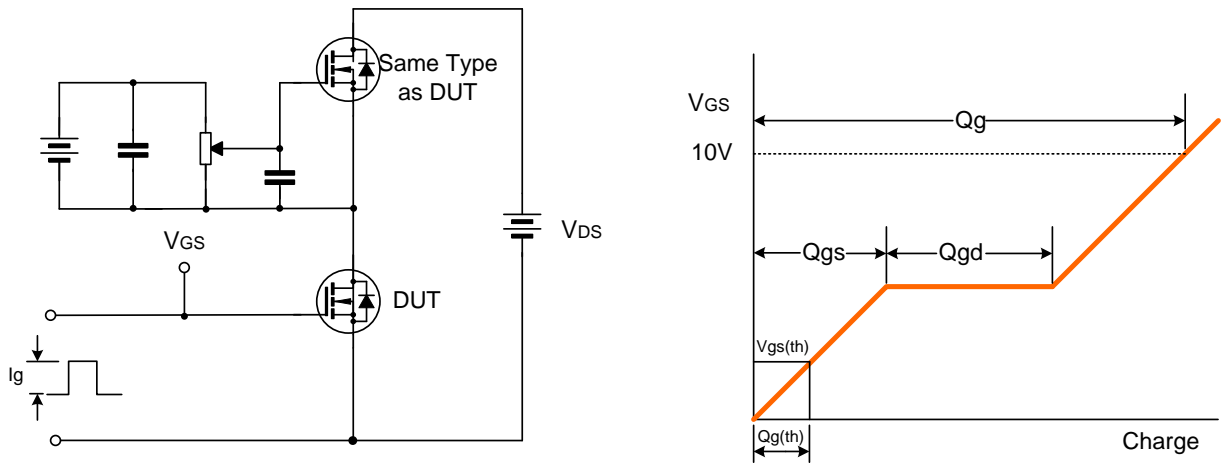 Same Type
as DUT
VGS
VDS
DUT
Ig
VGS
10V
Qg
Qgs
Qgd
Vgs(th)
Qg(th)
Charge